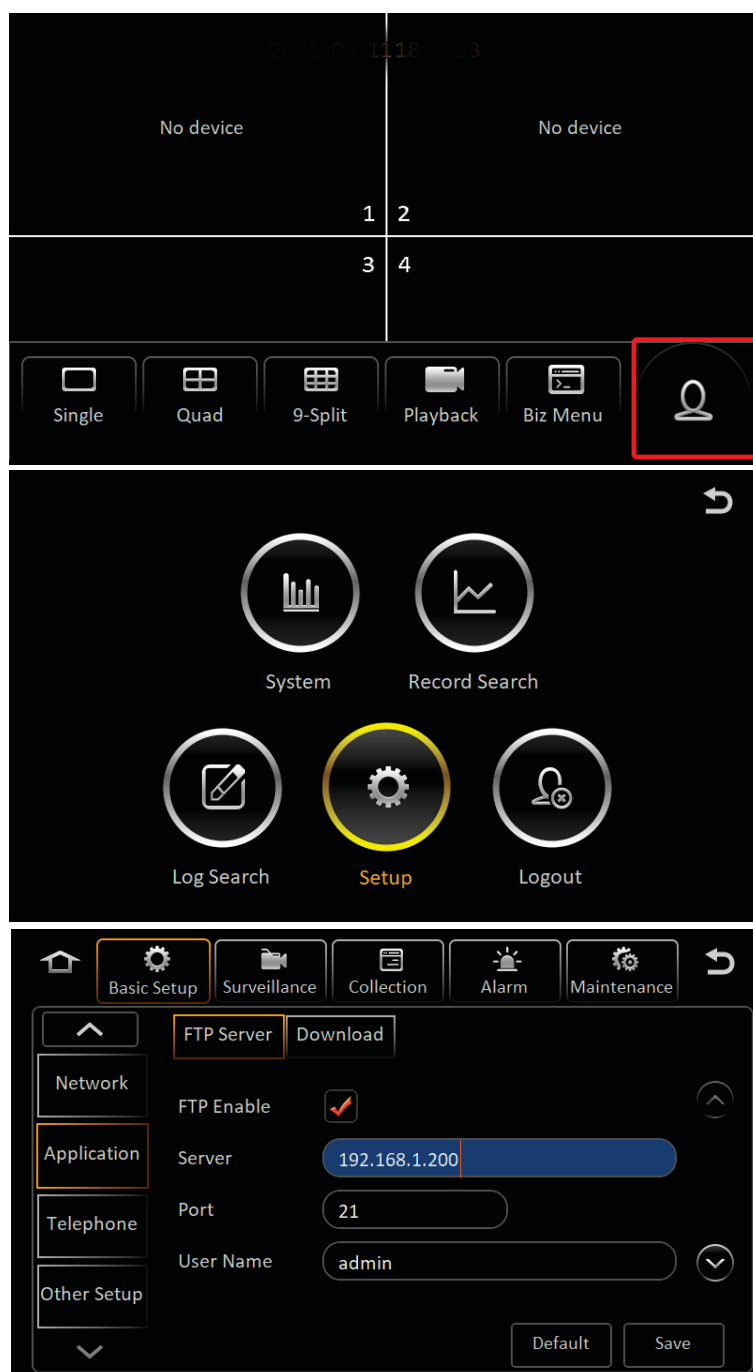 No device
No device
1 2
3 4
Single
Quad
9-Split
Playback
Biz Menu
System
Record Search
Log Search
Setup
Logout
Basic Setup
Surveillance
Collection
Alarm
Maintenance
FTP Server
Download
Network
Application
Telephone
Other Setup
FTP Enable
Server 192.168.1.200
Port 21
User Name admin
Default
Save